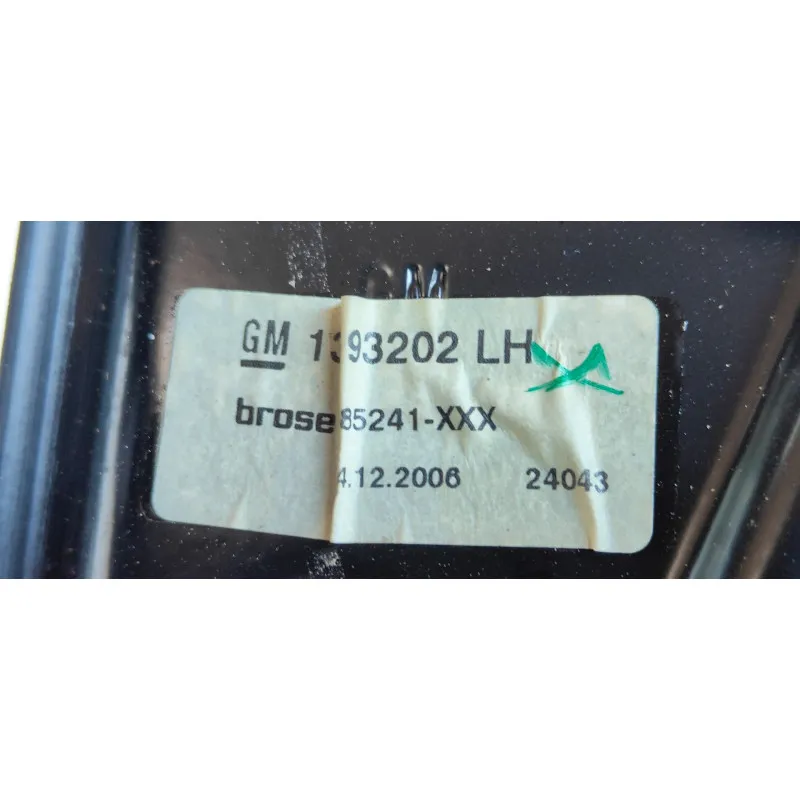 GM 1393202 LH
brose 85241-XXX
4.12.2006 24043